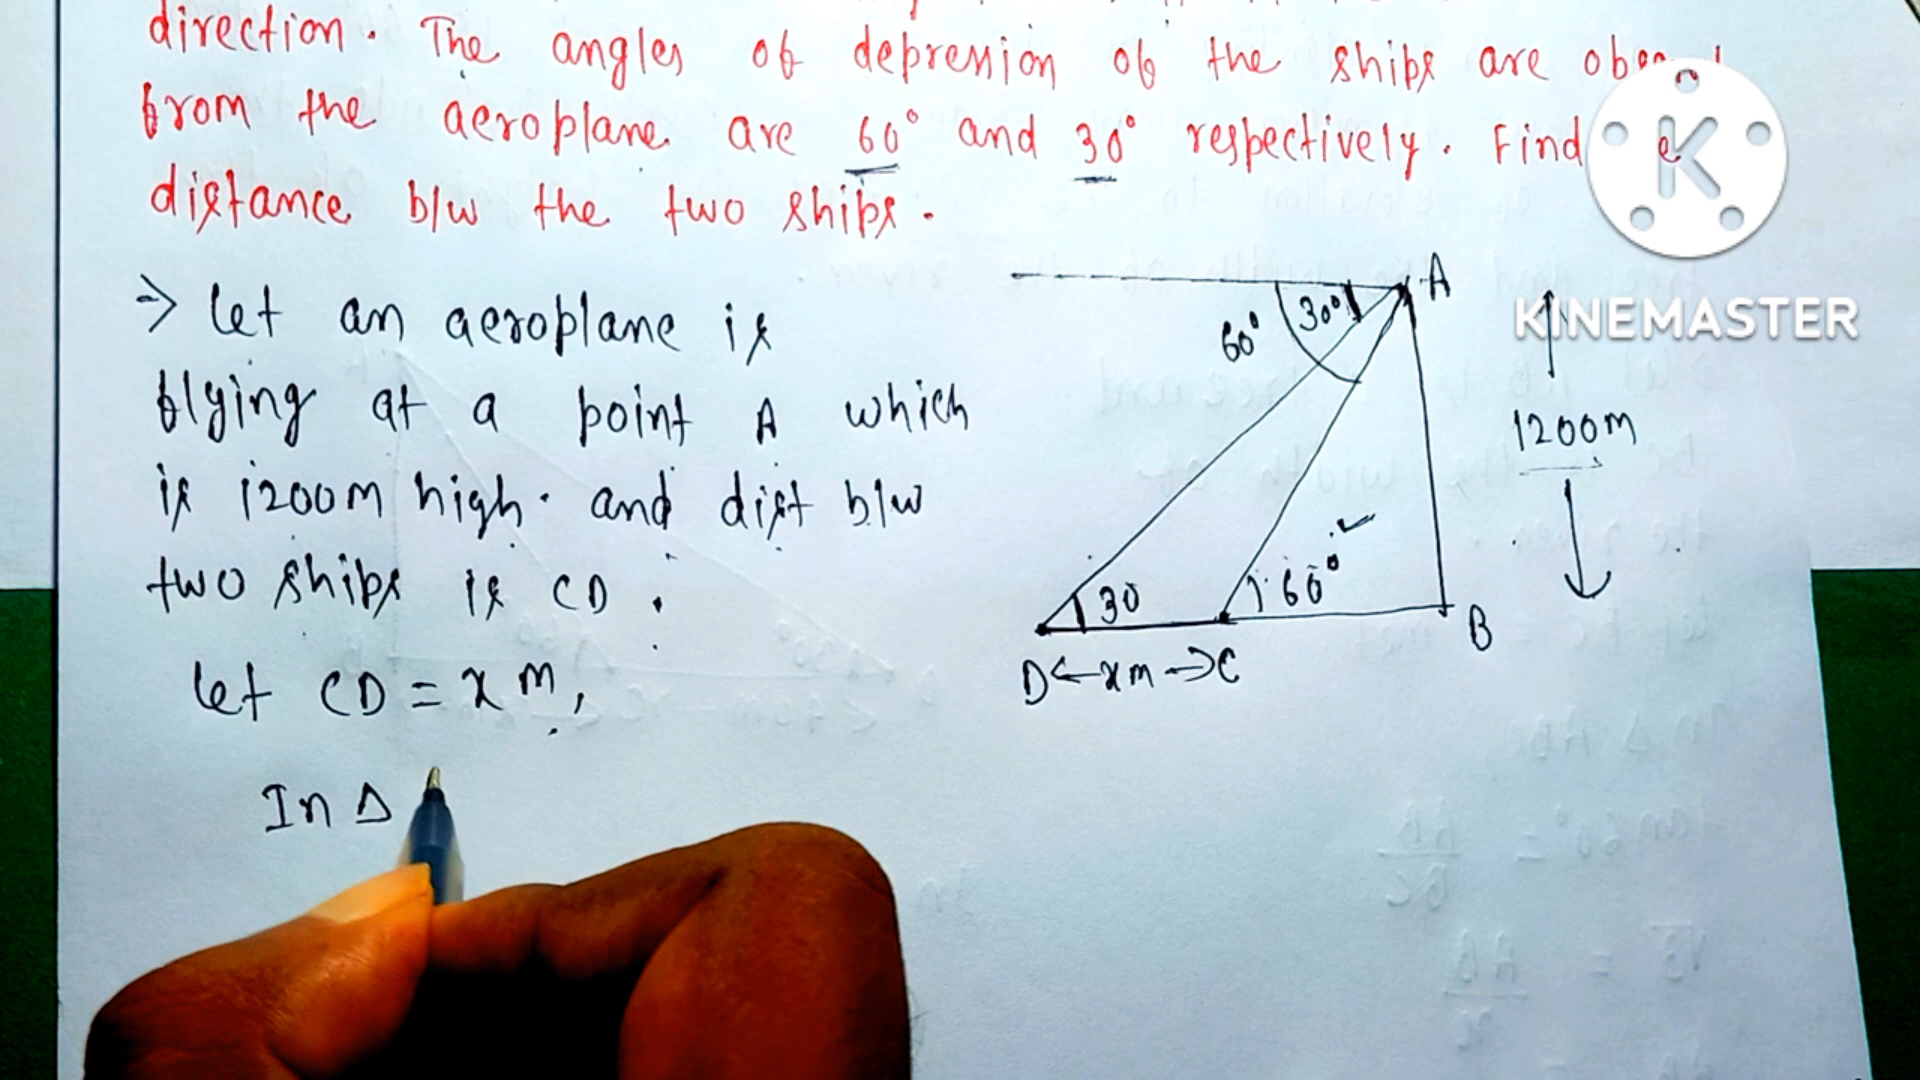 direction. The angles of depression of the ships are
from the aeroplane are 60° and 30° respectively. Find
distance b/w the two ships.
→ let an aeroplane is
flying at a point A which
is 1200m high. and dist b/w
two ships is CD.
let CD = x m,
In Δ
A
30°
60°
1200m
30
60°
B
D ← x m → C
K
KINEMASTER